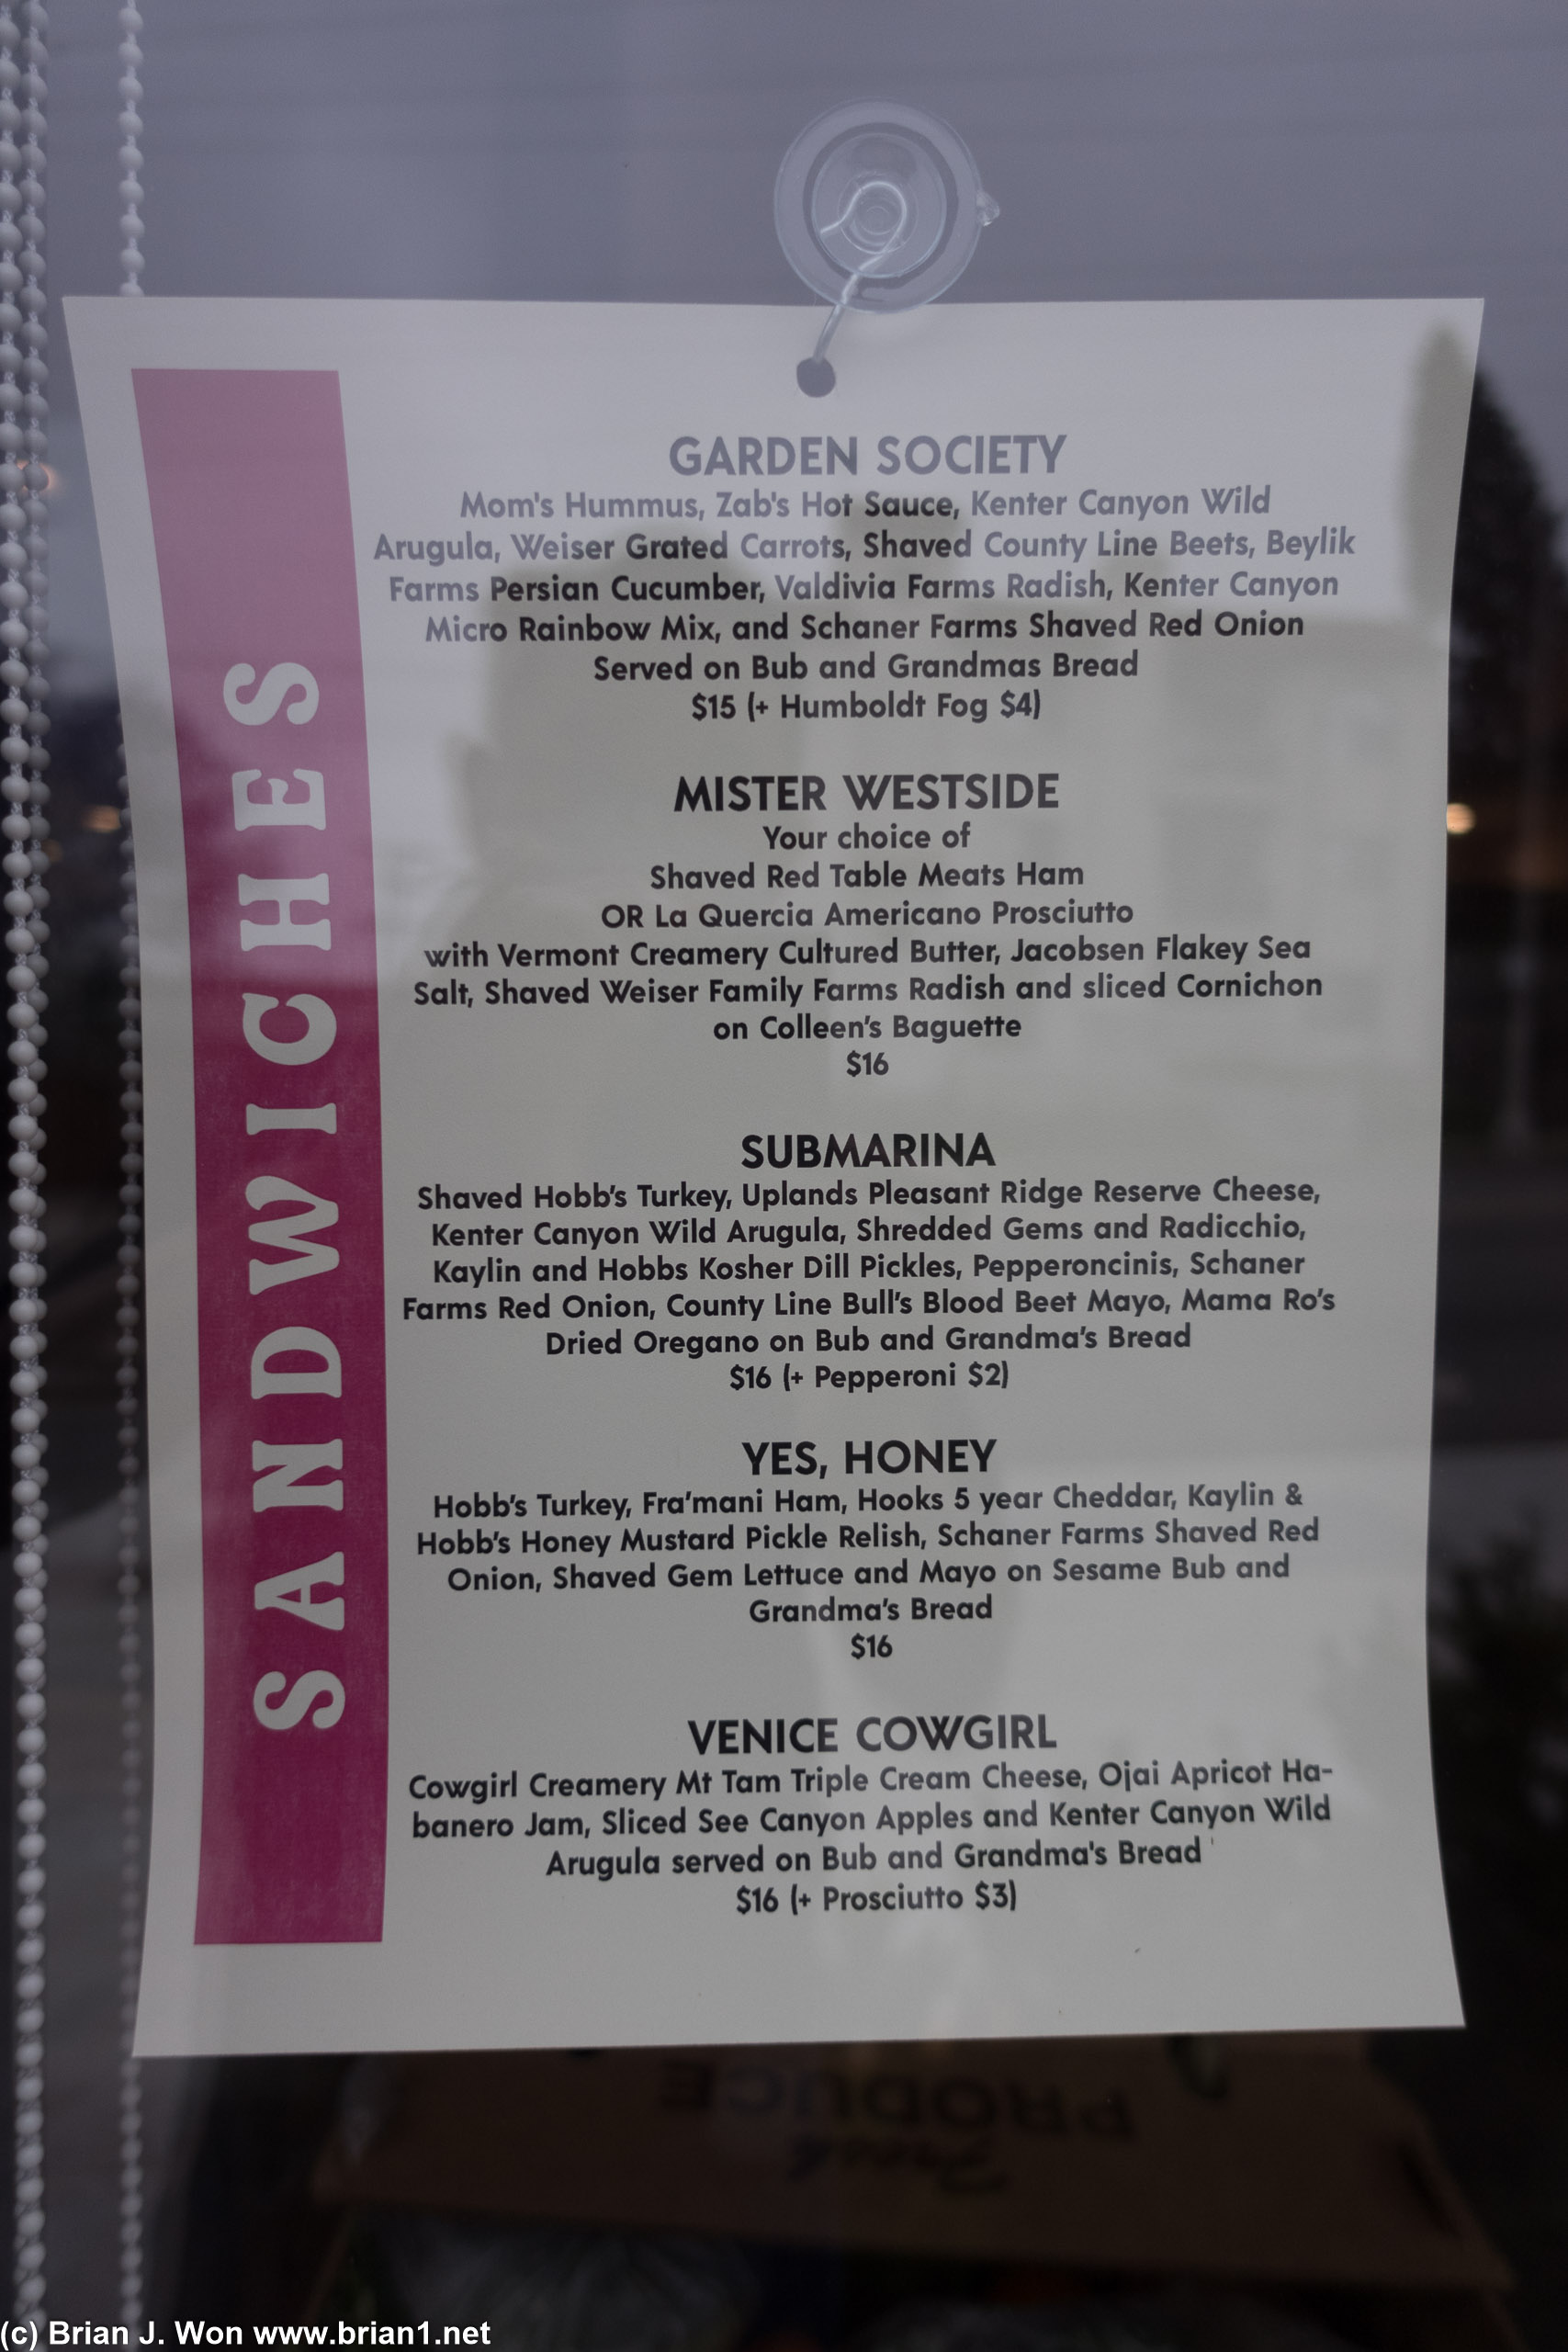 SANDWICHES
GARDEN SOCIETY
Mom's Hummus, Zab's Hot Sauce, Kenter Canyon Wild
Arugula, Weiser Grated Carrots, Shaved County Line Beets, Beylik
Farms Persian Cucumber, Valdivia Farms Radish, Kenter Canyon
Micro Rainbow Mix, and Schaner Farms Shaved Red Onion
Served on Bub and Grandmas Bread
$15 (+ Humboldt Fog $4)
MISTER WESTSIDE
Your choice of
Shaved Red Table Meats Ham
OR La Quercia Americano Prosciutto
with Vermont Creamery Cultured Butter, Jacobsen Flakey Sea
Salt, Shaved Weiser Family Farms Radish and sliced Cornichon
on Colleen's Baguette
$16
SUBMARINA
Shaved Hobb's Turkey, Uplands Pleasant Ridge Reserve Cheese,
Kenter Canyon Wild Arugula, Shredded Gems and Radicchio,
Kaylin and Hobbs Kosher Dill Pickles, Pepperoncinis, Schaner
Farms Red Onion, County Line Bull's Blood Beet Mayo, Mama Ro's
Dried Oregano on Bub and Grandma's Bread
$16 (+ Pepperoni $2)
YES, HONEY
Hobb's Turkey, Fra'mani Ham, Hooks 5 year Cheddar, Kaylin &
Hobb's Honey Mustard Pickle Relish, Schaner Farms Shaved Red
Onion, Shaved Gem Lettuce and Mayo on Sesame Bub and
Grandma's Bread
$16
VENICE COWGIRL
Cowgirl Creamery Mt Tam Triple Cream Cheese, Ojai Apricot Ha-
banero Jam, Sliced See Canyon Apples and Kenter Canyon Wild
Arugula served on Bub and Grandma's Bread
$16 (+ Prosciutto $3)
PRODUCE
Fresh
(c) Brian J. Won www.brian1.net